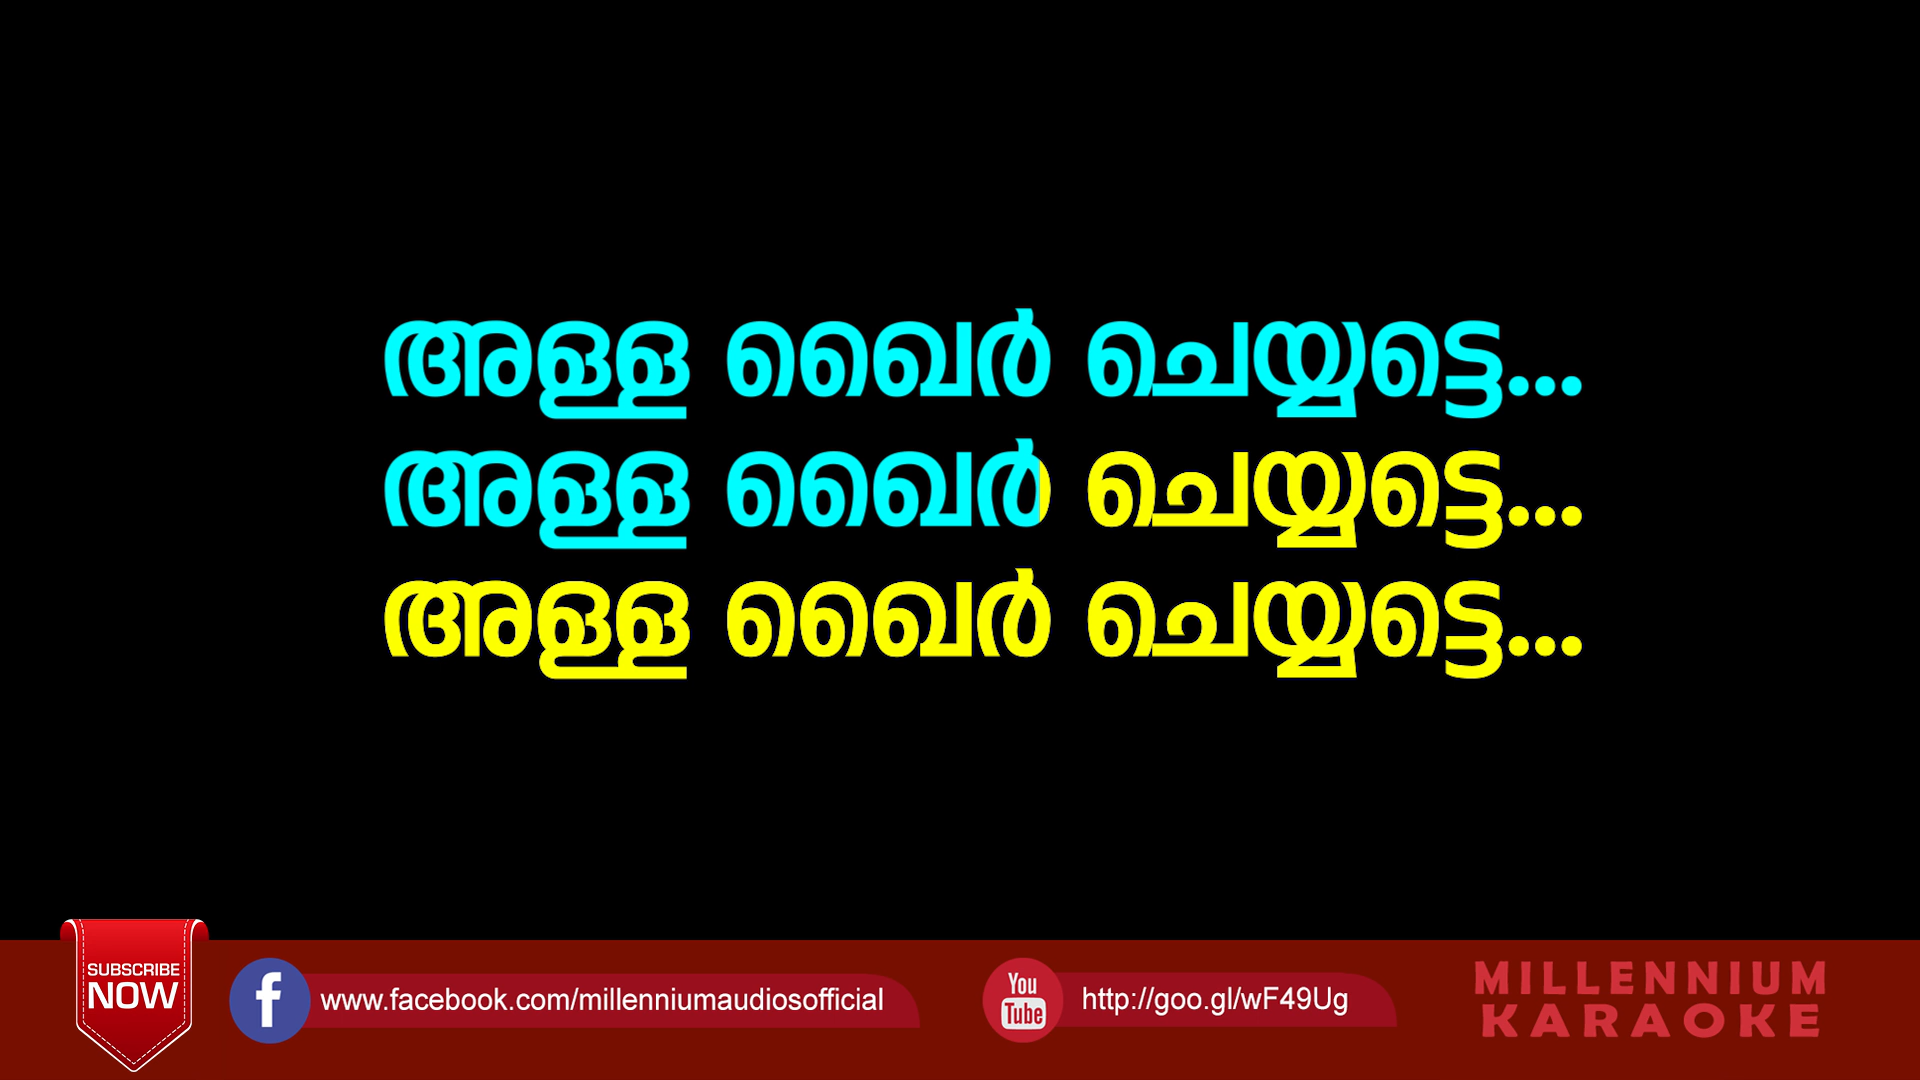 അള്ള ഖൈർ ചെയ്യട്ടെ...
അള്ള ഖൈർ ചെയ്യട്ടെ...
അള്ള ഖൈർ ചെയ്യട്ടെ...
SUBSCRIBE
NOW
f www.facebook.com/millenniumaudiosofficial
You
Tube
http://goo.gl/wF49Ug
MILLENNIUM
KARAOKE